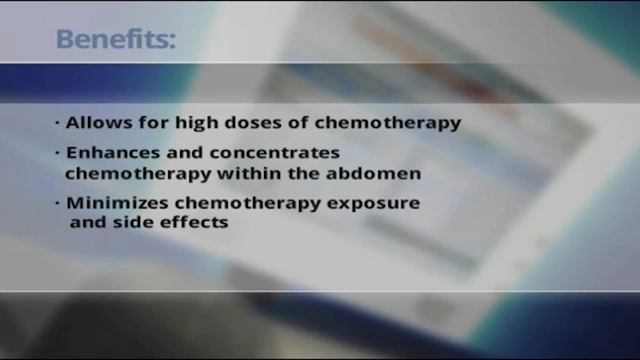 Benefits:
· Allows for high doses of chemotherapy
· Enhances and concentrates
chemotherapy within the abdomen
· Minimizes chemotherapy exposure
and side effects